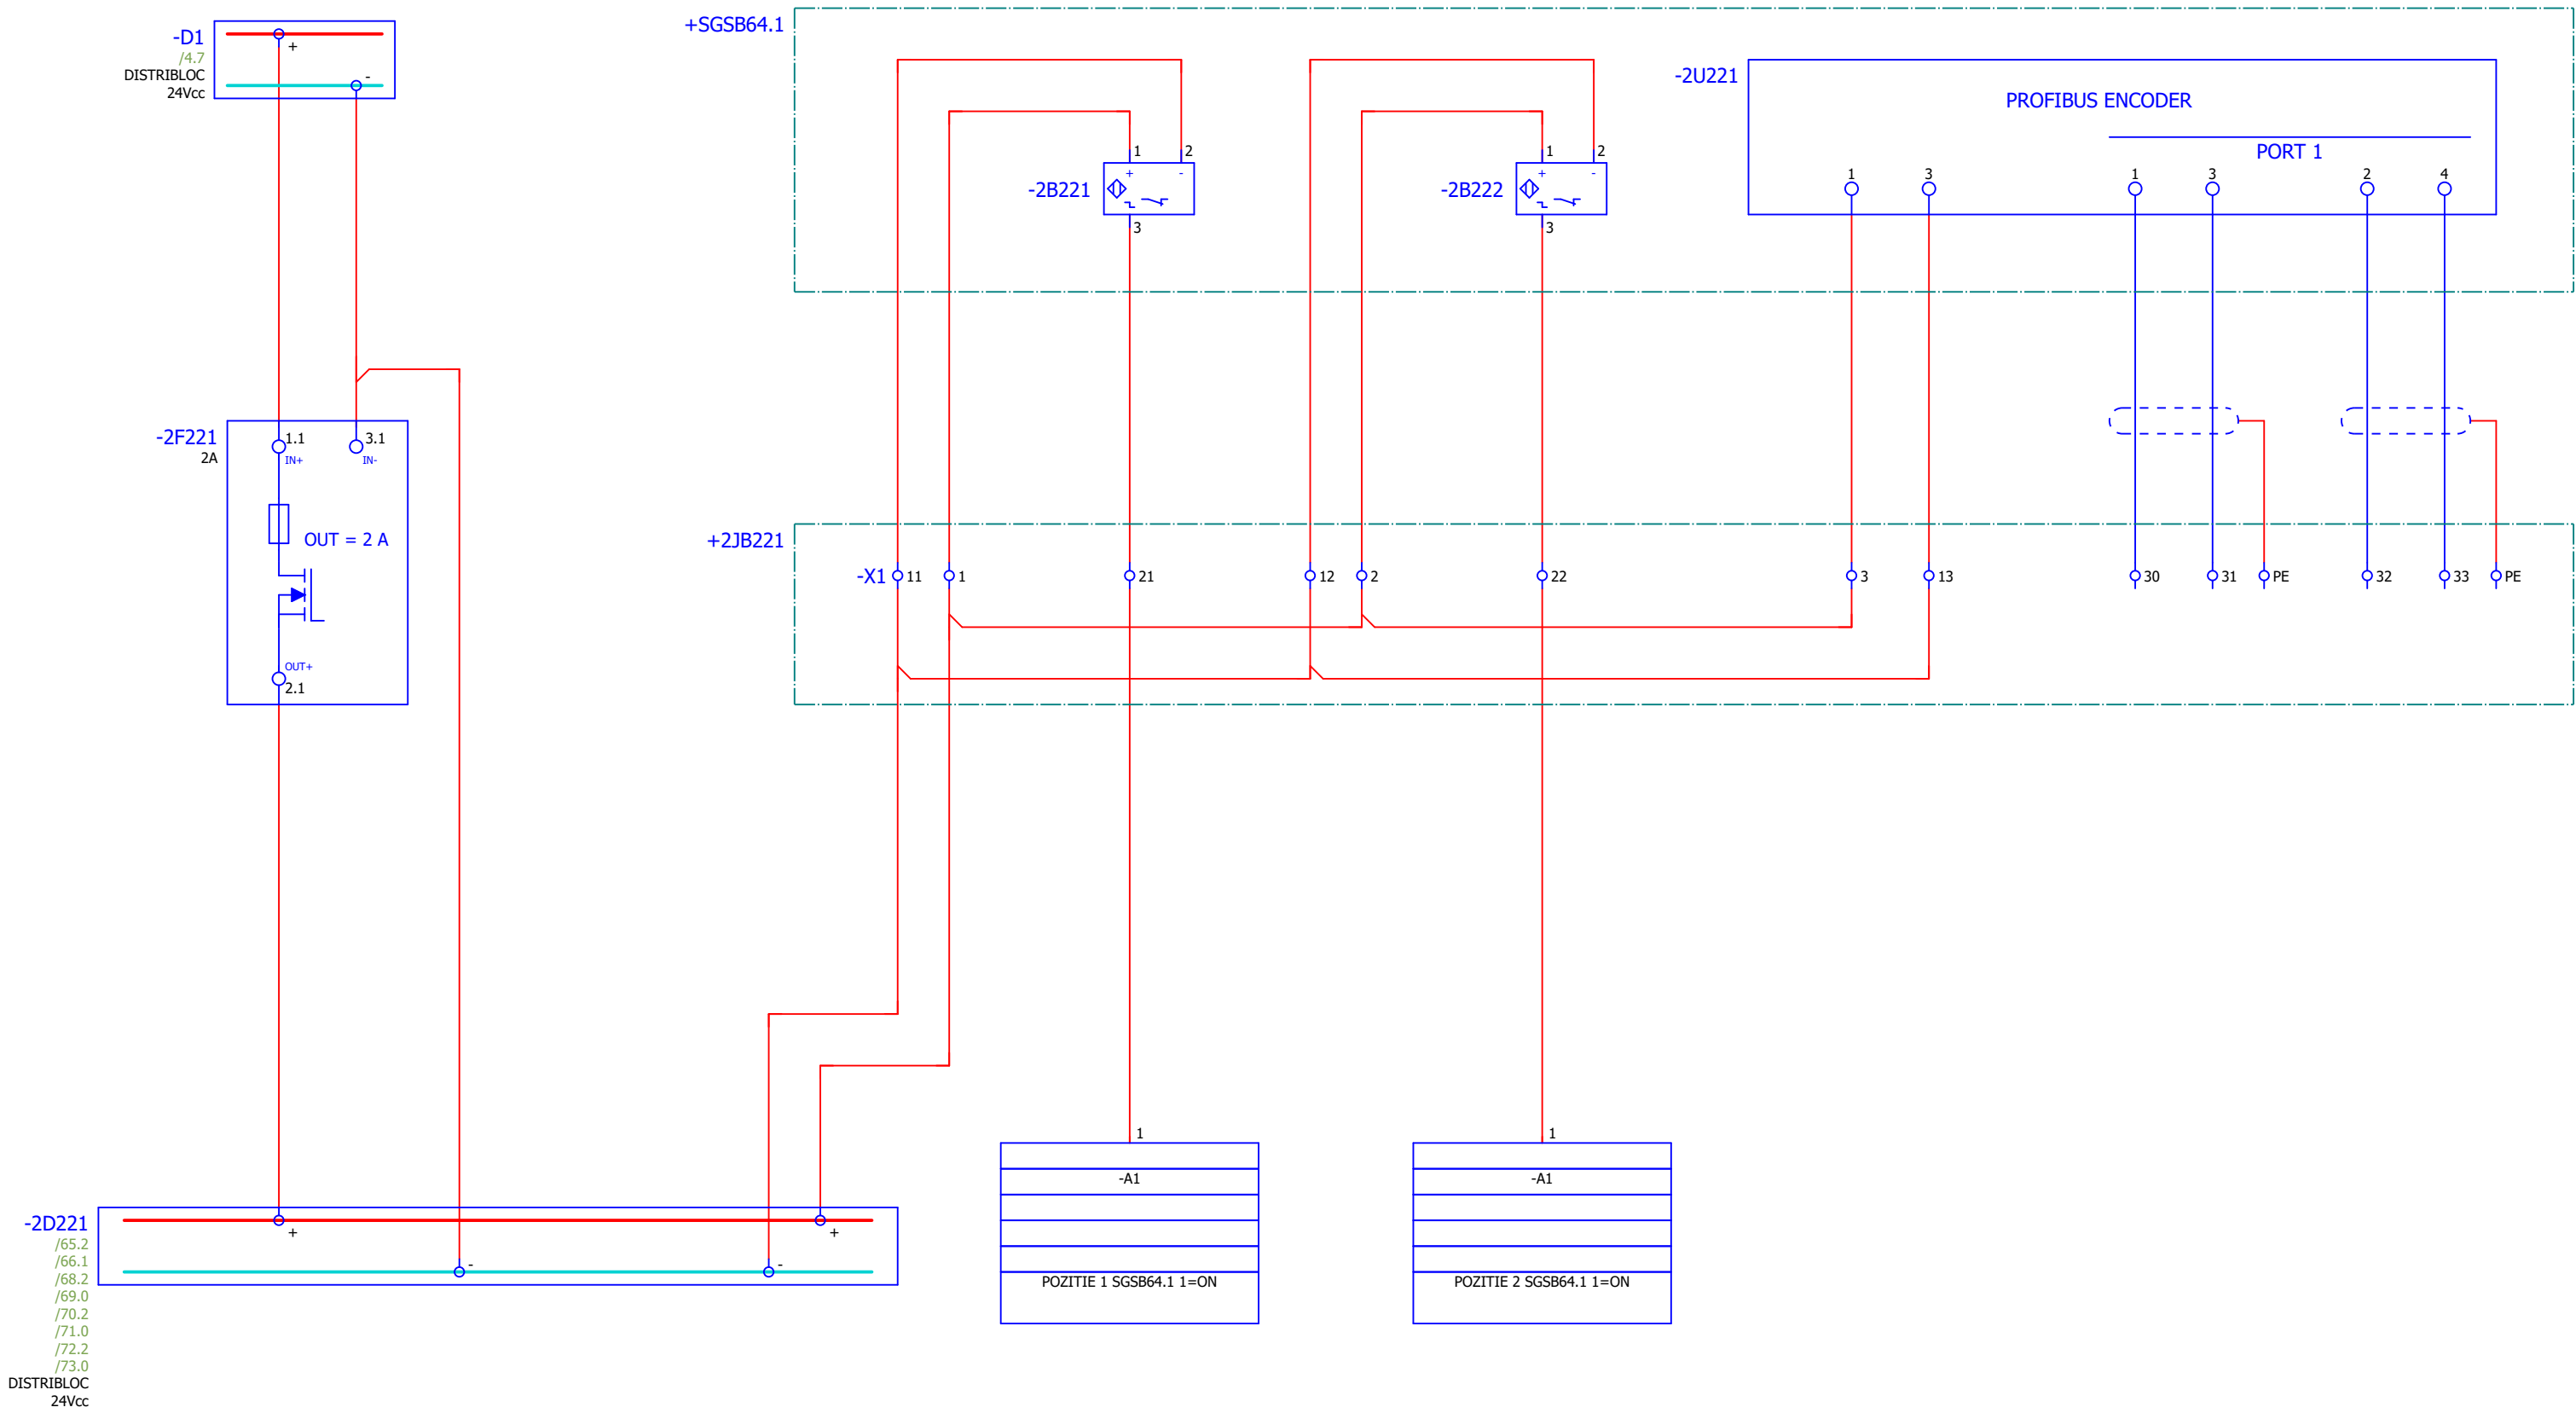 -D1
/4.7
DISTRIBLOC
24Vcc
+
-
+SGSB64.1
1
2
+
-
-2B221
3
1
2
+
-
-2B222
3
-2U221
PROFIBUS ENCODER
PORT 1
1
3
1
3
2
4
-2F221
2A
1.1
IN+
3.1
IN-
OUT = 2 A
OUT+
2.1
+2JB221
-X1
11
1
21
12
2
22
3
13
30
31
PE
32
33
PE
-2D221
/65.2
/66.1
/68.2
/69.0
/70.2
/71.0
/72.2
/73.0
DISTRIBLOC
24Vcc
+
-
-
+
1
-A1
POZITIE 1 SGSB64.1 1=ON
1
-A1
POZITIE 2 SGSB64.1 1=ON